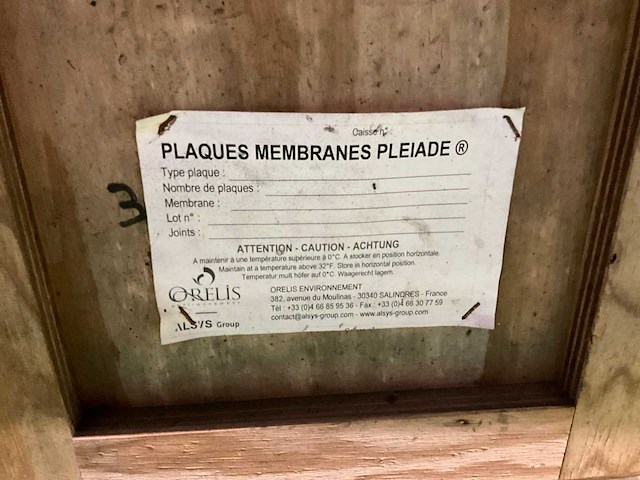 Caisse n°:
PLAQUES MEMBRANES PLEIADE ®
Type plaque :
Nombre de plaques :
Membrane :
Lot n° :
Joints :
ATTENTION - CAUTION - ACHTUNG
A maintenir à une température supérieure à 0°C. A stocker en position horizontale.
Maintain at a temperature above 32°F. Store in horizontal position.
Temperatur muß höher auf 0°C. Waagerecht lagern.
ORELIS
ENVIRONNEMENT
ALSYS Group
ORELIS ENVIRONNEMENT
382, avenue du Moulinas - 30340 SALINDRES - France
Tél : +33 (0)4 66 85 95 36 - Fax : +33 (0)4 66 30 77 59
contact@alsys-group.com - www.alsys-group.com
3